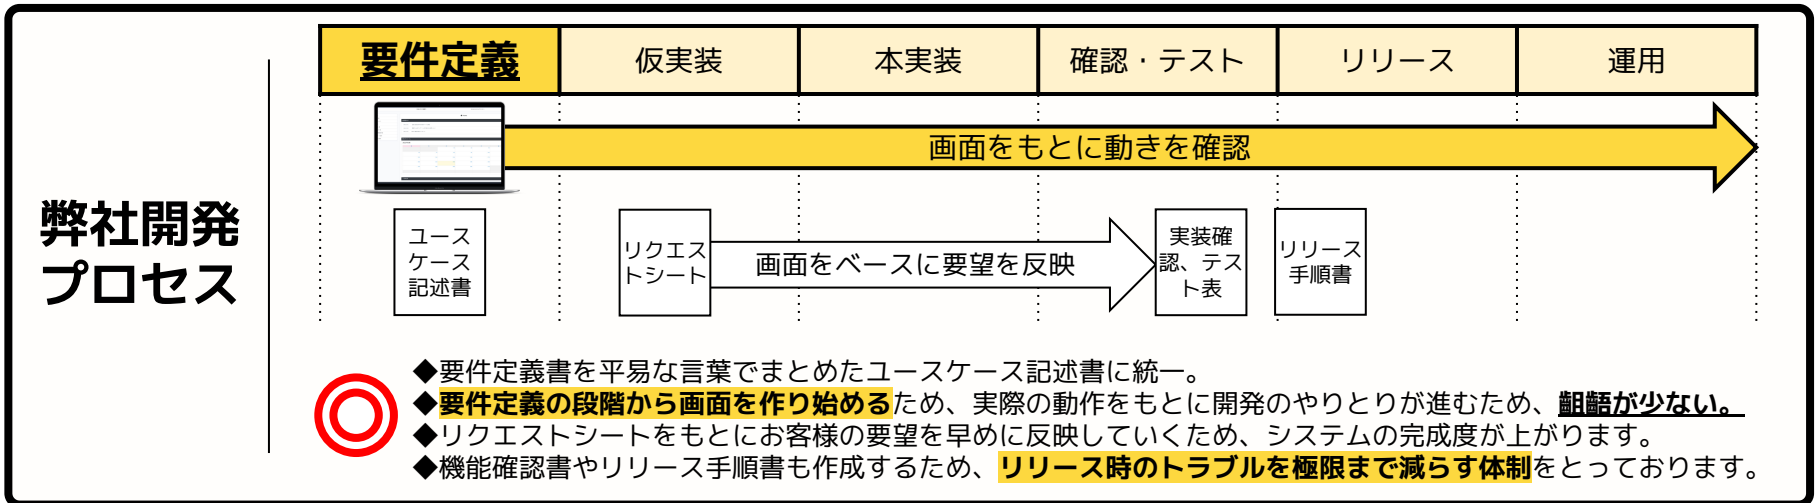 弊社開発
プロセス
要件定義
仮実装
本実装
確認・テスト
リリース
運用
画面をもとに動きを確認
ユース
ケース
記述書
リクエス
トシート
画面をベースに要望を反映
実装確
認、テス
ト表
リリース
手順書
◆要件定義書を平易な言葉でまとめたユースケース記述書に統一。
◆要件定義の段階から画面を作り始めるため、実際の動作をもとに開発のやりとりが進むため、齟齬が少ない。
◆リクエストシートをもとにお客様の要望を早めに反映していくため、システムの完成度が上がります。
◆機能確認書やリリース手順書も作成するため、リリース時のトラブルを極限まで減らす体制をとっております。